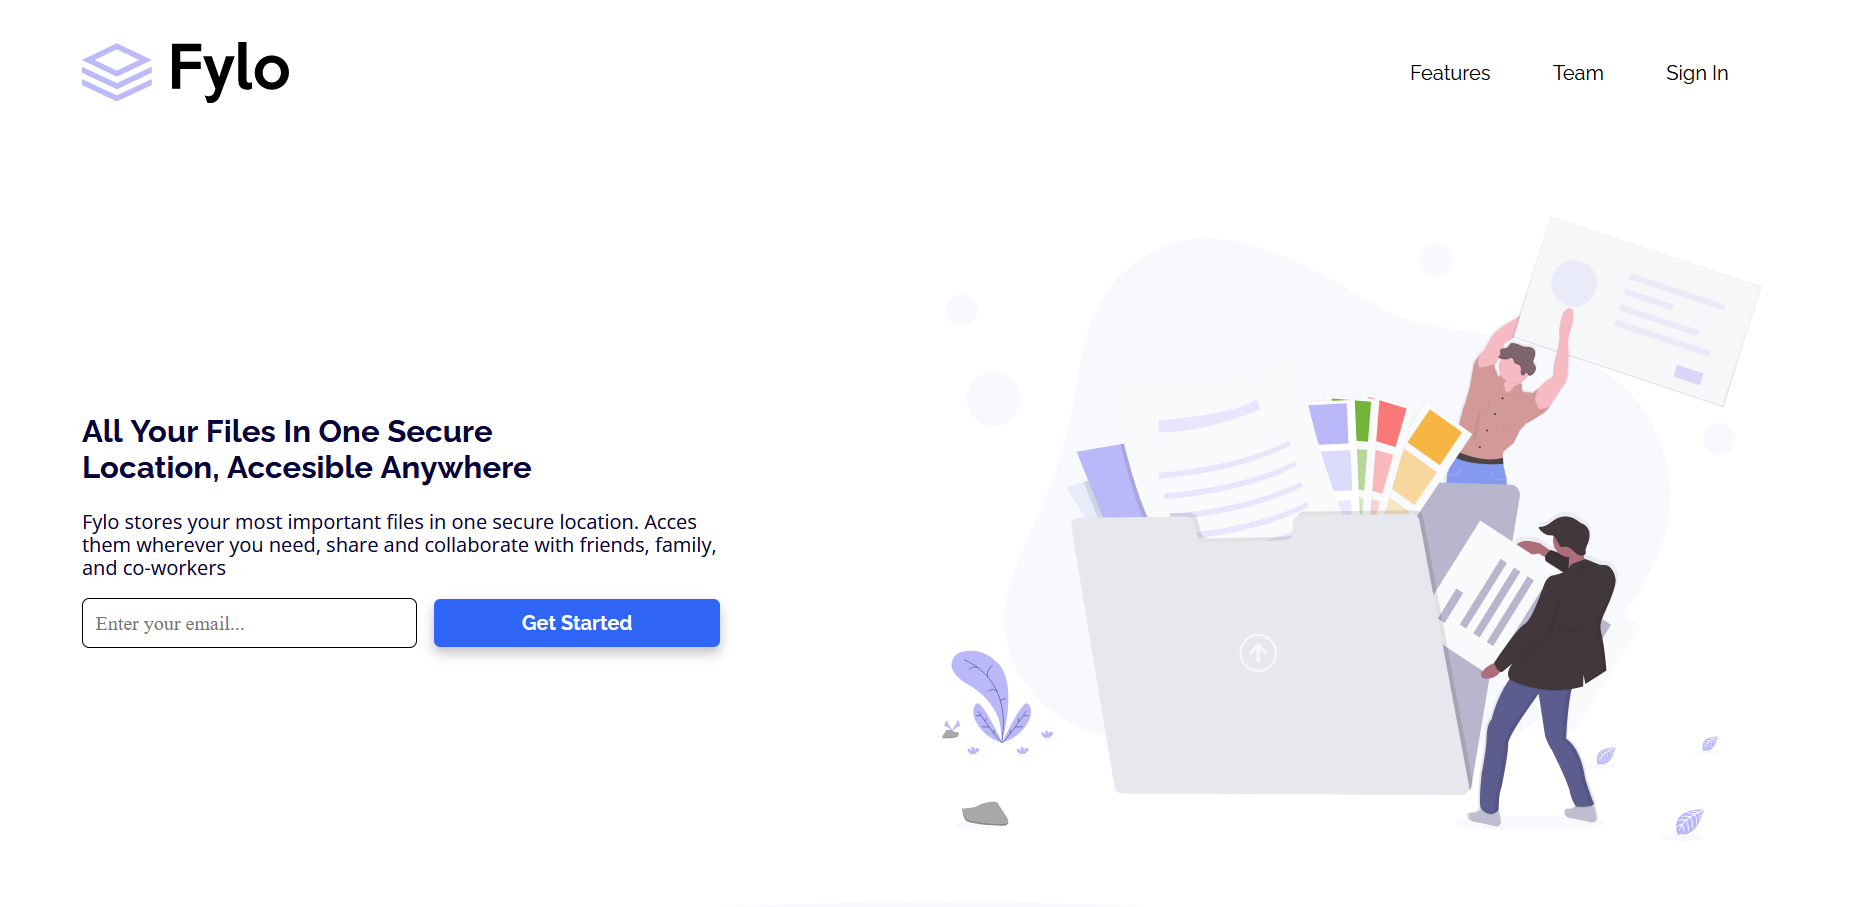 Fylo
Features
Team
Sign In
All Your Files In One Secure
Location, Accesible Anywhere
Fylo stores your most important files in one secure location. Acces
them wherever you need, share and collaborate with friends, family,
and co-workers
Enter your email...
Get Started